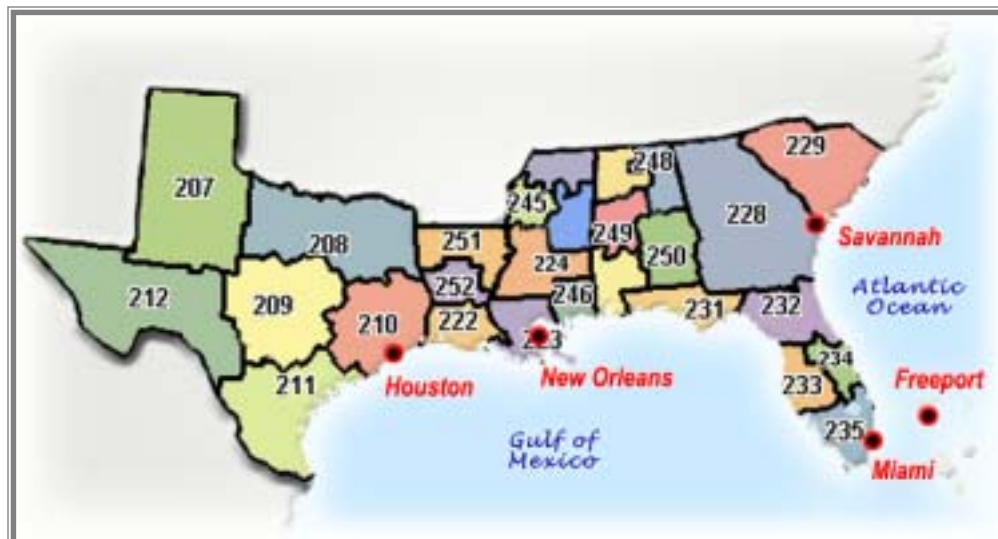 207
208
212
209
210
211
251
252
222
245
224
246
223
248
249
250
228
229
231
232
233
234
235
Savannah
Atlantic
Ocean
Houston
New Orleans
Freeport
Miami
Gulf of
Mexico